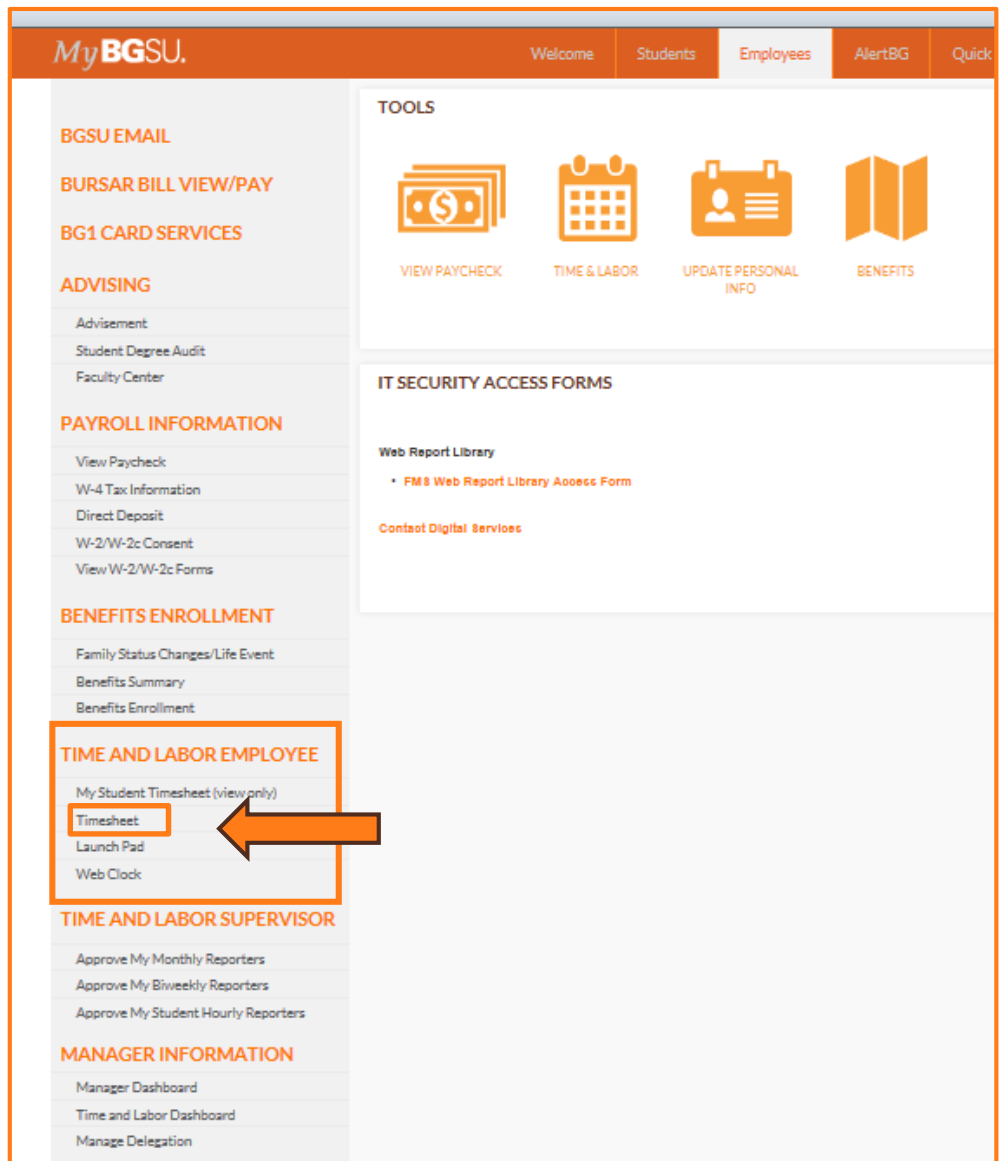 My BGSU.
Welcome Students Employees AlertBG Quick
BGSU EMAIL
BURSAR BILL VIEW/PAY
BG1 CARD SERVICES
ADVISING
Advisement
Student Degree Audit
Faculty Center
PAYROLL INFORMATION
View Paycheck
W-4 Tax Information
Direct Deposit
W-2/W-2c Consent
View W-2/W-2c Forms
BENEFITS ENROLLMENT
Family Status Changes/Life Event
Benefits Summary
Benefits Enrollment
TIME AND LABOR EMPLOYEE
My Student Timesheet (view only)
Timesheet
Launch Pad
Web Clock
TIME AND LABOR SUPERVISOR
Approve My Monthly Reporters
Approve My Biweekly Reporters
Approve My Student Hourly Reporters
MANAGER INFORMATION
Manager Dashboard
Time and Labor Dashboard
Manage Delegation
TOOLS
VIEW PAYCHECK
TIME & LABOR
UPDATE PERSONAL
INFO
BENEFITS
IT SECURITY ACCESS FORMS
Web Report Library
• FMS Web Report Library Access Form
Contact Digital Services